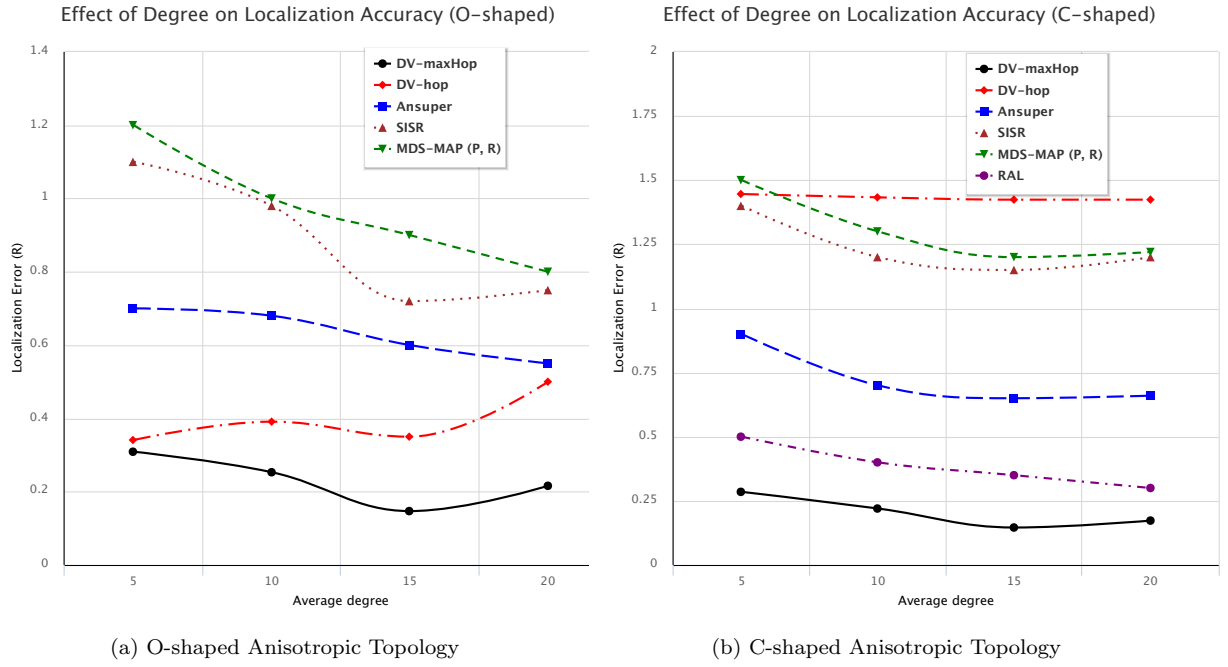 Effect of Degree on Localization Accuracy (O-shaped)
1.4
1.2
1
0.8
0.6
0.4
0.2
0
Localization Error (R)
DV-maxHop
DV-hop
Ansuper
SISR
MDS-MAP (P, R)
5
10
15
20
Average degree
(a) O-shaped Anisotropic Topology
Effect of Degree on Localization Accuracy (C-shaped)
2
1.75
1.5
1.25
1
0.75
0.5
0.25
0
Localization Error (R)
DV-maxHop
DV-hop
Ansuper
SISR
MDS-MAP (P, R)
RAL
5
10
15
20
Average degree
(b) C-shaped Anisotropic Topology